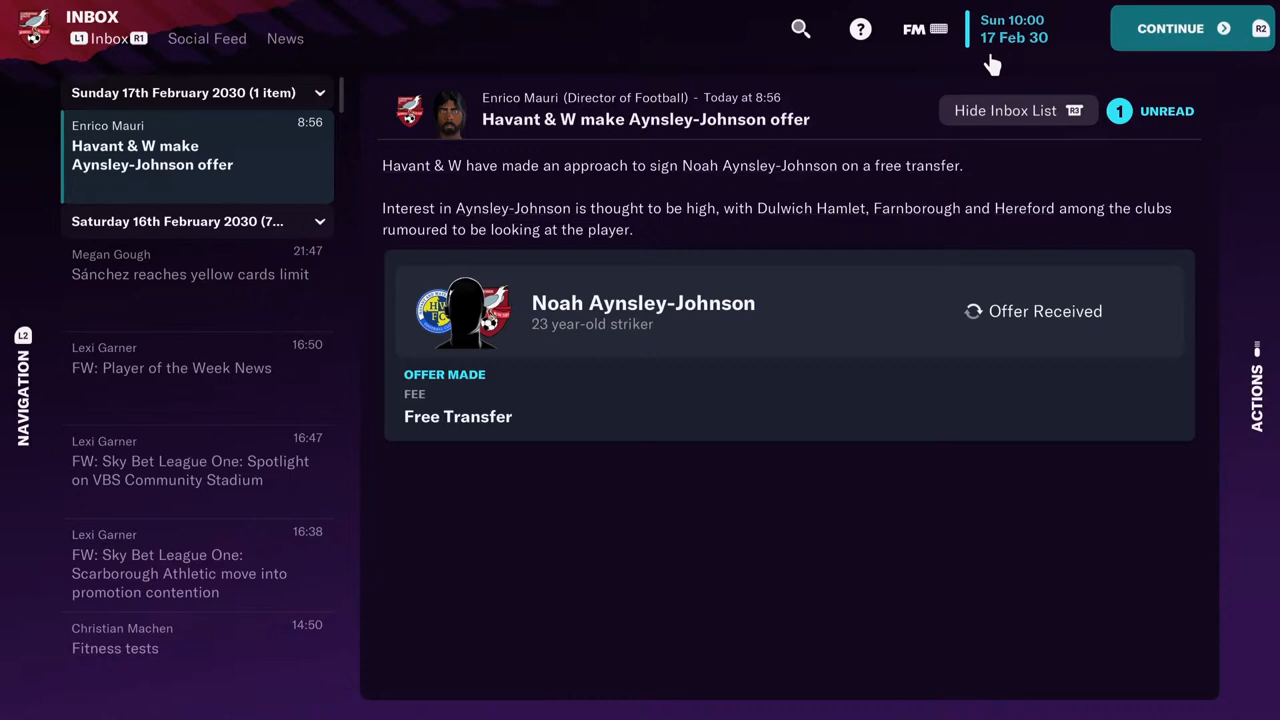 INBOX
L1 Inbox R1 Social Feed News
FM
Sun 10:00
17 Feb 30
CONTINUE R2
Sunday 17th February 2030 (1 item)
Enrico Mauri 8:56
Havant & W make
Aynsley-Johnson offer
Saturday 16th February 2030 (7...
Megan Gough 21:47
Sánchez reaches yellow cards limit
Lexi Garner 16:50
FW: Player of the Week News
Lexi Garner 16:47
FW: Sky Bet League One: Spotlight
on VBS Community Stadium
Lexi Garner 16:38
FW: Sky Bet League One:
Scarborough Athletic move into
promotion contention
Christian Machen 14:50
Fitness tests
Enrico Mauri (Director of Football) - Today at 8:56
Havant & W make Aynsley-Johnson offer
Hide Inbox List R3
1 UNREAD
Havant & W have made an approach to sign Noah Aynsley-Johnson on a free transfer.
Interest in Aynsley-Johnson is thought to be high, with Dulwich Hamlet, Farnborough and Hereford among the clubs
rumoured to be looking at the player.
Noah Aynsley-Johnson
23 year-old striker
Offer Received
OFFER MADE
FEE
Free Transfer
L2
NAVIGATION
ACTIONS